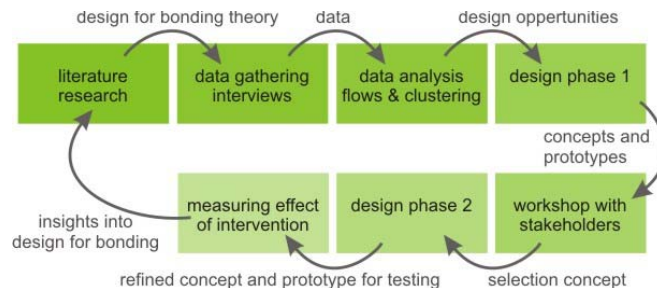 design for bonding theory
data
design oppertunities
literature
research
data gathering
interviews
data analysis
flows & clustering
design phase 1
concepts and
prototypes
measuring effect
of intervention
design phase 2
workshop with
stakeholders
insights into
design for bonding
refined concept and prototype for testing
selection concept